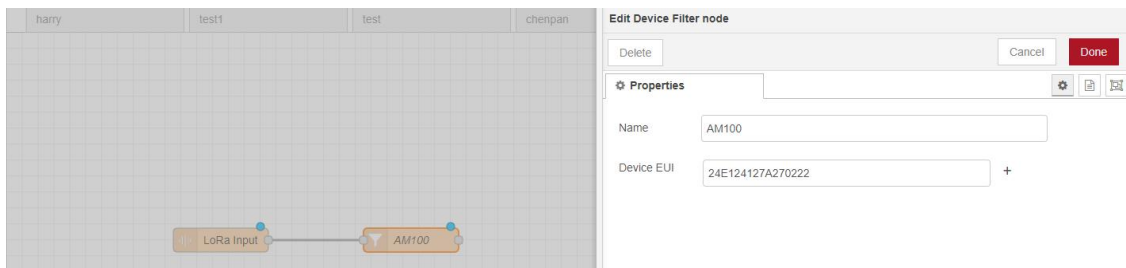 harry test1 test chenpan
LoRa Input AM100
Edit Device Filter node
Delete Cancel Done
Properties
Name AM100
Device EUI 24E124127A270222 +